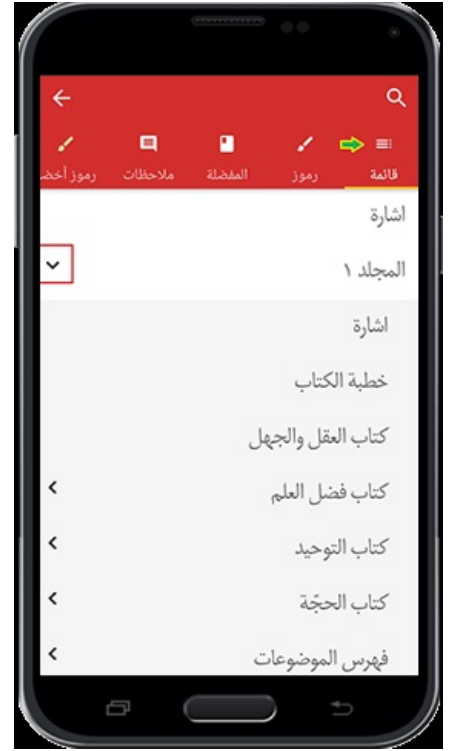 قائمة رموز المفضلة ملاحظات رموز أخضـ
اشارة
المجلد ١
اشارة
خطبة الكتاب
كتاب العقل والجهل
كتاب فضل العلم
كتاب التوحيد
كتاب الحجّة
فهرس الموضوعات